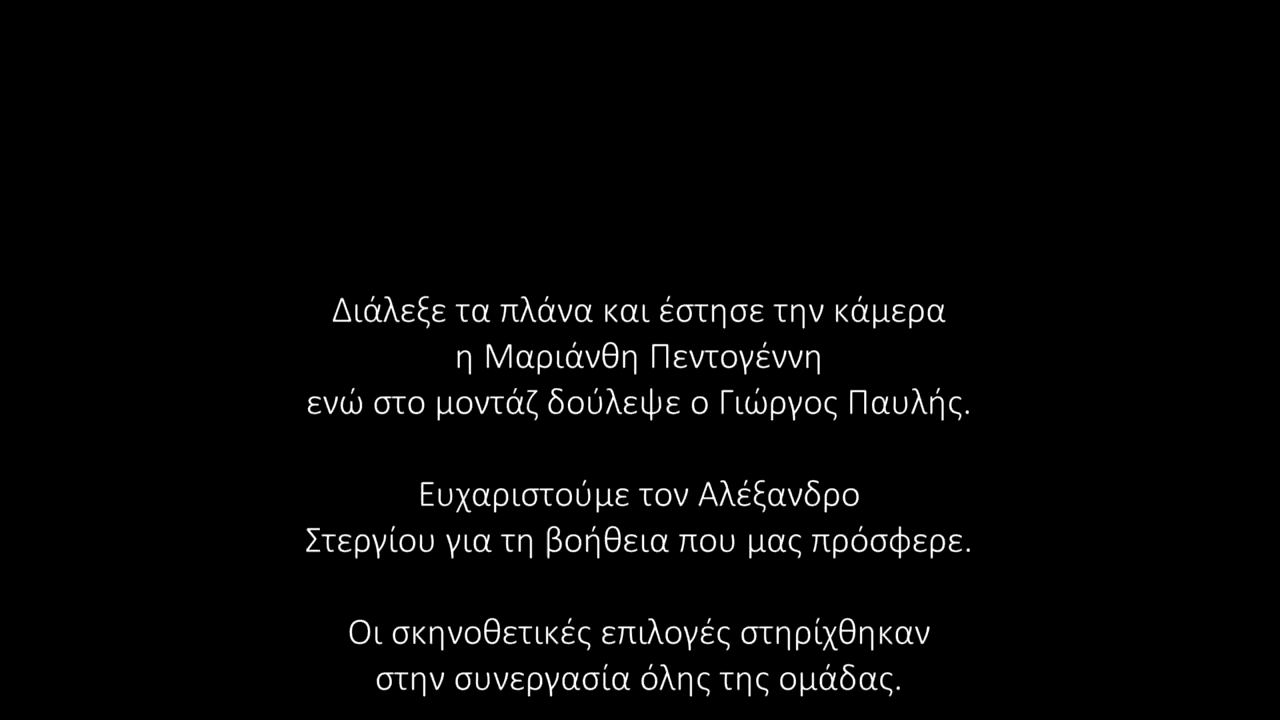 Διάλεξε τα πλάνα και έστησε την κάμερα
η Μαριάνθη Πεντογέννη
ενώ στο μοντάζ δούλεψε ο Γιώργος Παυλής.
Ευχαριστούμε τον Αλέξανδρο
Στεργίου για τη βοήθεια που μας πρόσφερε.
Οι σκηνοθετικές επιλογές στηρίχθηκαν
στην συνεργασία όλης της ομάδας.